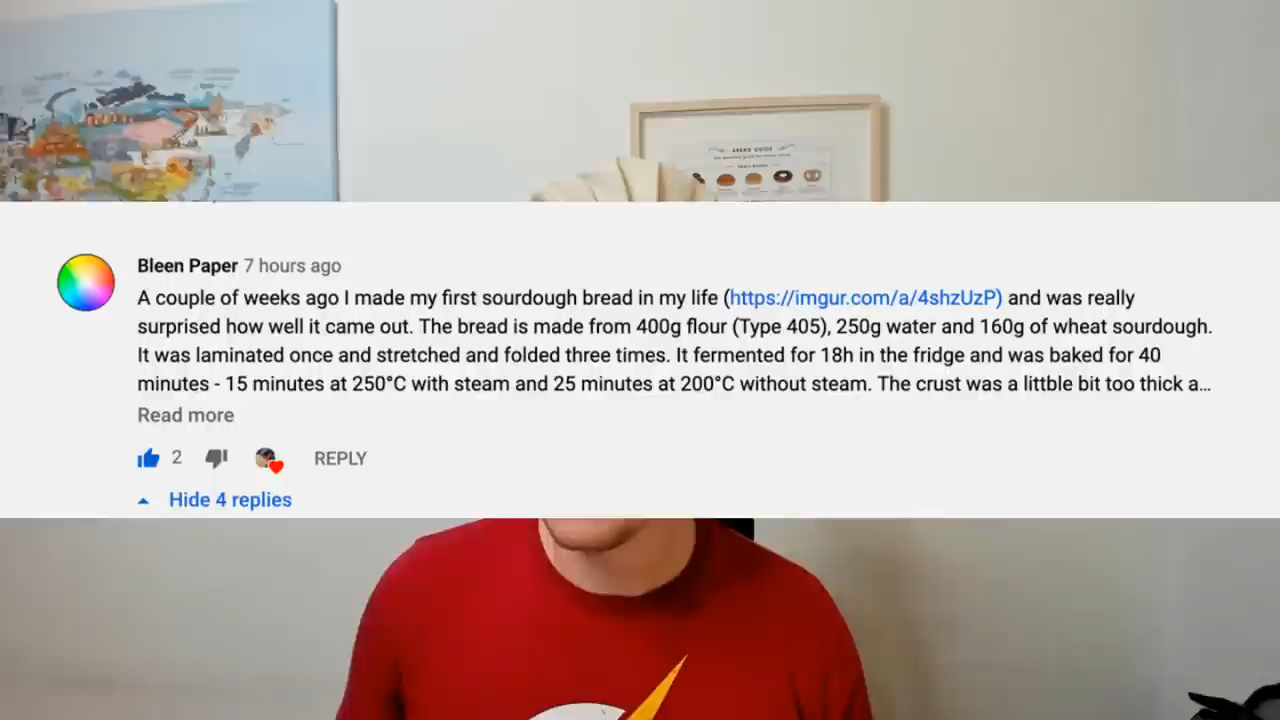 BREAD GUIDE
Bleen Paper 7 hours ago
A couple of weeks ago I made my first sourdough bread in my life (https://imgur.com/a/4shzUzP) and was really
surprised how well it came out. The bread is made from 400g flour (Type 405), 250g water and 160g of wheat sourdough.
It was laminated once and stretched and folded three times. It fermented for 18h in the fridge and was baked for 40
minutes - 15 minutes at 250°C with steam and 25 minutes at 200°C without steam. The crust was a littble bit too thick a...
Read more
2 REPLY
Hide 4 replies